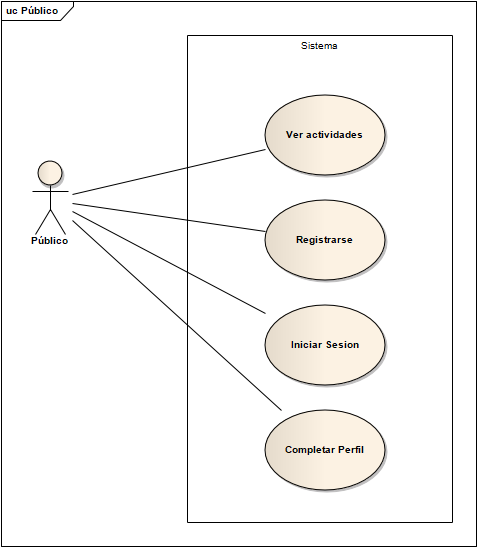 uc Público
Sistema
Ver actividades
Registrarse
Público
Iniciar Sesion
Completar Perfil